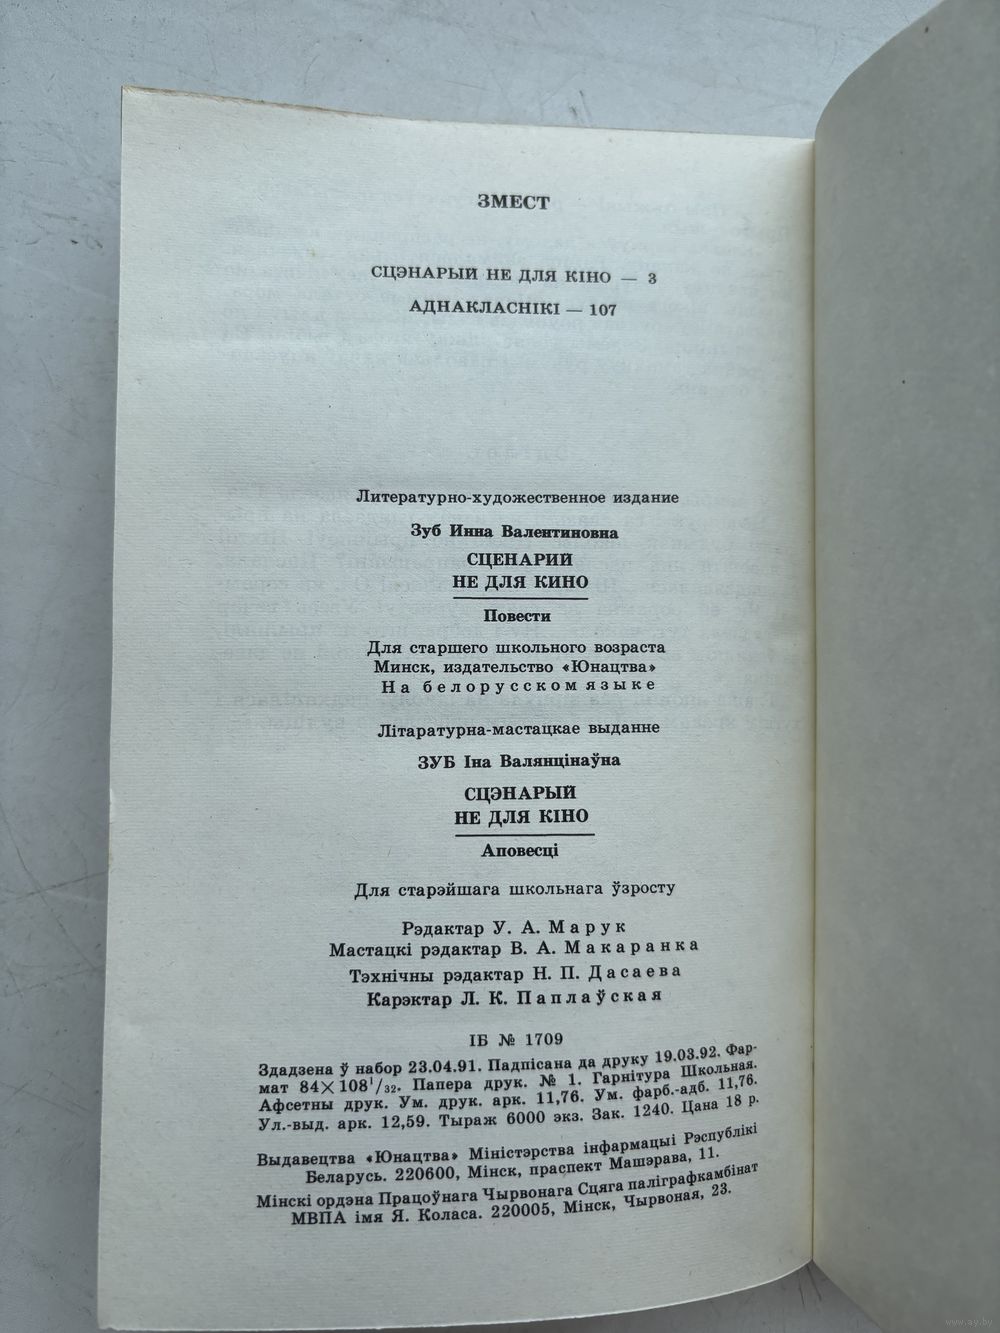 ЗМЕСТ
СЦЭНАРЫЙ НЕ ДЛЯ КІНО — 3
АДНАКЛАСНІКІ — 107
Литературно-художественное издание
Зуб Инна Валентиновна
СЦЕНАРИЙ
НЕ ДЛЯ КИНО
Повести
Для старшего школьного возраста
Минск, издательство «Юнацтва»
На белорусском языке
Літаратурна-мастацкае выданне
ЗУБ Іна Валянцінаўна
СЦЭНАРЫЙ
НЕ ДЛЯ КІНО
Аповесці
Для старэйшага школьнага ўзросту
Рэдактар У. А. Марук
Мастацкі рэдактар В. А. Макаранка
Тэхнічны рэдактар Н. П. Дасаева
Карэктар Л. К. Паплаўская
ІБ № 1709
Здадзена ў набор 23.04.91. Падпісана да друку 19.03.92. Фар-
мат 84×108¹/₃₂. Папера друк. № 1. Гарнітура Школьная.
Афсетны друк. Ум. друк. арк. 11,76. Ум. фарб.-адб. 11,76.
Ул.-выд. арк. 12,59. Тыраж 6000 экз. Зак. 1240. Цана 18 р.
Выдавецтва «Юнацтва» Міністэрства інфармацыі Рэспублікі
Беларусь. 220600, Мінск, праспект Машэрава, 11.
Мінскі ордэна Працоўнага Чырвонага Сцяга паліграфкамбінат
МВПА імя Я. Коласа. 220005, Мінск, Чырвоная, 23.
www.ay.by